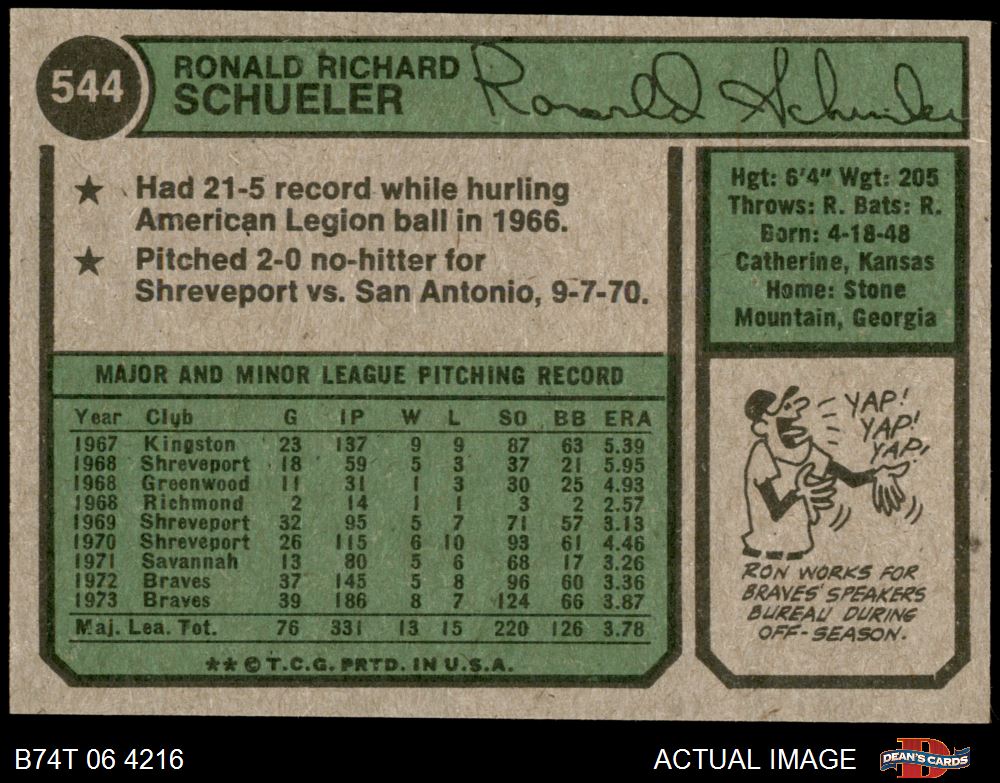 544
RONALD RICHARD
SCHUELER
Ronald Schueler
★ Had 21-5 record while hurling
American Legion ball in 1966.
★ Pitched 2-0 no-hitter for
Shreveport vs. San Antonio, 9-7-70.
Hgt: 6'4" Wgt: 205
Throws: R. Bats: R.
Born: 4-18-48
Catherine, Kansas
Home: Stone
Mountain, Georgia
MAJOR AND MINOR LEAGUE PITCHING RECORD
Year Club G IP W L SO BB ERA
1967 Kingston 23 137 9 9 87 63 5.39
1968 Shreveport 18 59 5 3 37 21 5.95
1968 Greenwood 11 31 1 3 30 25 4.93
1968 Richmond 2 14 1 1 3 2 2.57
1969 Shreveport 32 95 5 7 71 57 3.13
1970 Shreveport 26 115 6 10 93 61 4.46
1971 Savannah 13 80 5 6 68 17 3.26
1972 Braves 37 145 5 8 96 60 3.36
1973 Braves 39 186 8 7 124 66 3.87
Maj. Lea. Tot. 76 331 13 15 220 126 3.78
★★ © T.C.G. PRTD. IN U.S.A.
YAP!
YAP!
YAP!
RON WORKS FOR
BRAVES' SPEAKERS
BUREAU DURING
OFF-SEASON.
B74T 06 4216
ACTUAL IMAGE
DEAN'S CARDS